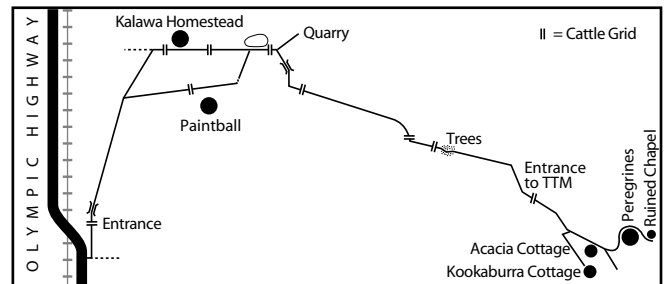 OLYMPIC HIGHWAY
Kalawa Homestead
Quarry
= Cattle Grid
Paintball
Trees
Entrance
to TTM
Entrance
Peregrines
Ruined Chapel
Acacia Cottage
Kookaburra Cottage